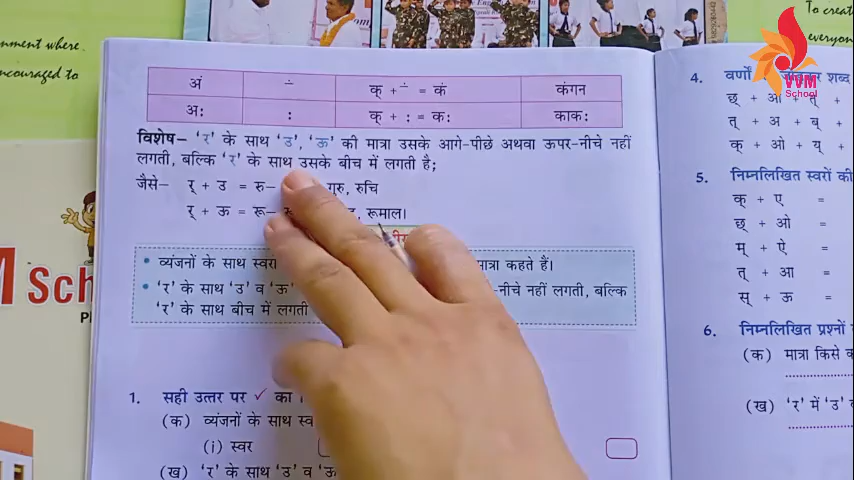 nment where.
ncouraged to
To creat
everyon
VVM
School
अं ∸ क् + ∸ = कं कंगन
अः : क् + : = कः काकः
विशेष– 'र' के साथ 'उ', 'ऊ' की मात्रा उसके आगे-पीछे अथवा ऊपर-नीचे नहीं
लगती, बल्कि 'र' के साथ उसके बीच में लगती है;
जैसे– र् + उ = रु– गुरु, रुचि
र् + ऊ = रू– रूमाल।
व्यंजनों के साथ स्वरों मात्रा कहते हैं।
'र' के साथ 'उ' व 'ऊ' -नीचे नहीं लगती, बल्कि
'र' के साथ बीच में लगती
1. सही उत्तर पर ✓ का
(क) व्यंजनों के साथ स्व
(i) स्वर
(ख) 'र' के साथ 'उ' व 'ऊ
4. वर्णों शब्द
छ् + ओ + त् +
त् + अ + ब् +
क् + ओ + य् +
5. निम्नलिखित स्वरों की
क् + ए =
छ् + ओ =
म् + ऐ =
त् + आ =
स् + ऊ =
6. निम्नलिखित प्रश्नों
(क) मात्रा किसे क
(ख) 'र' में 'उ'
M Sch